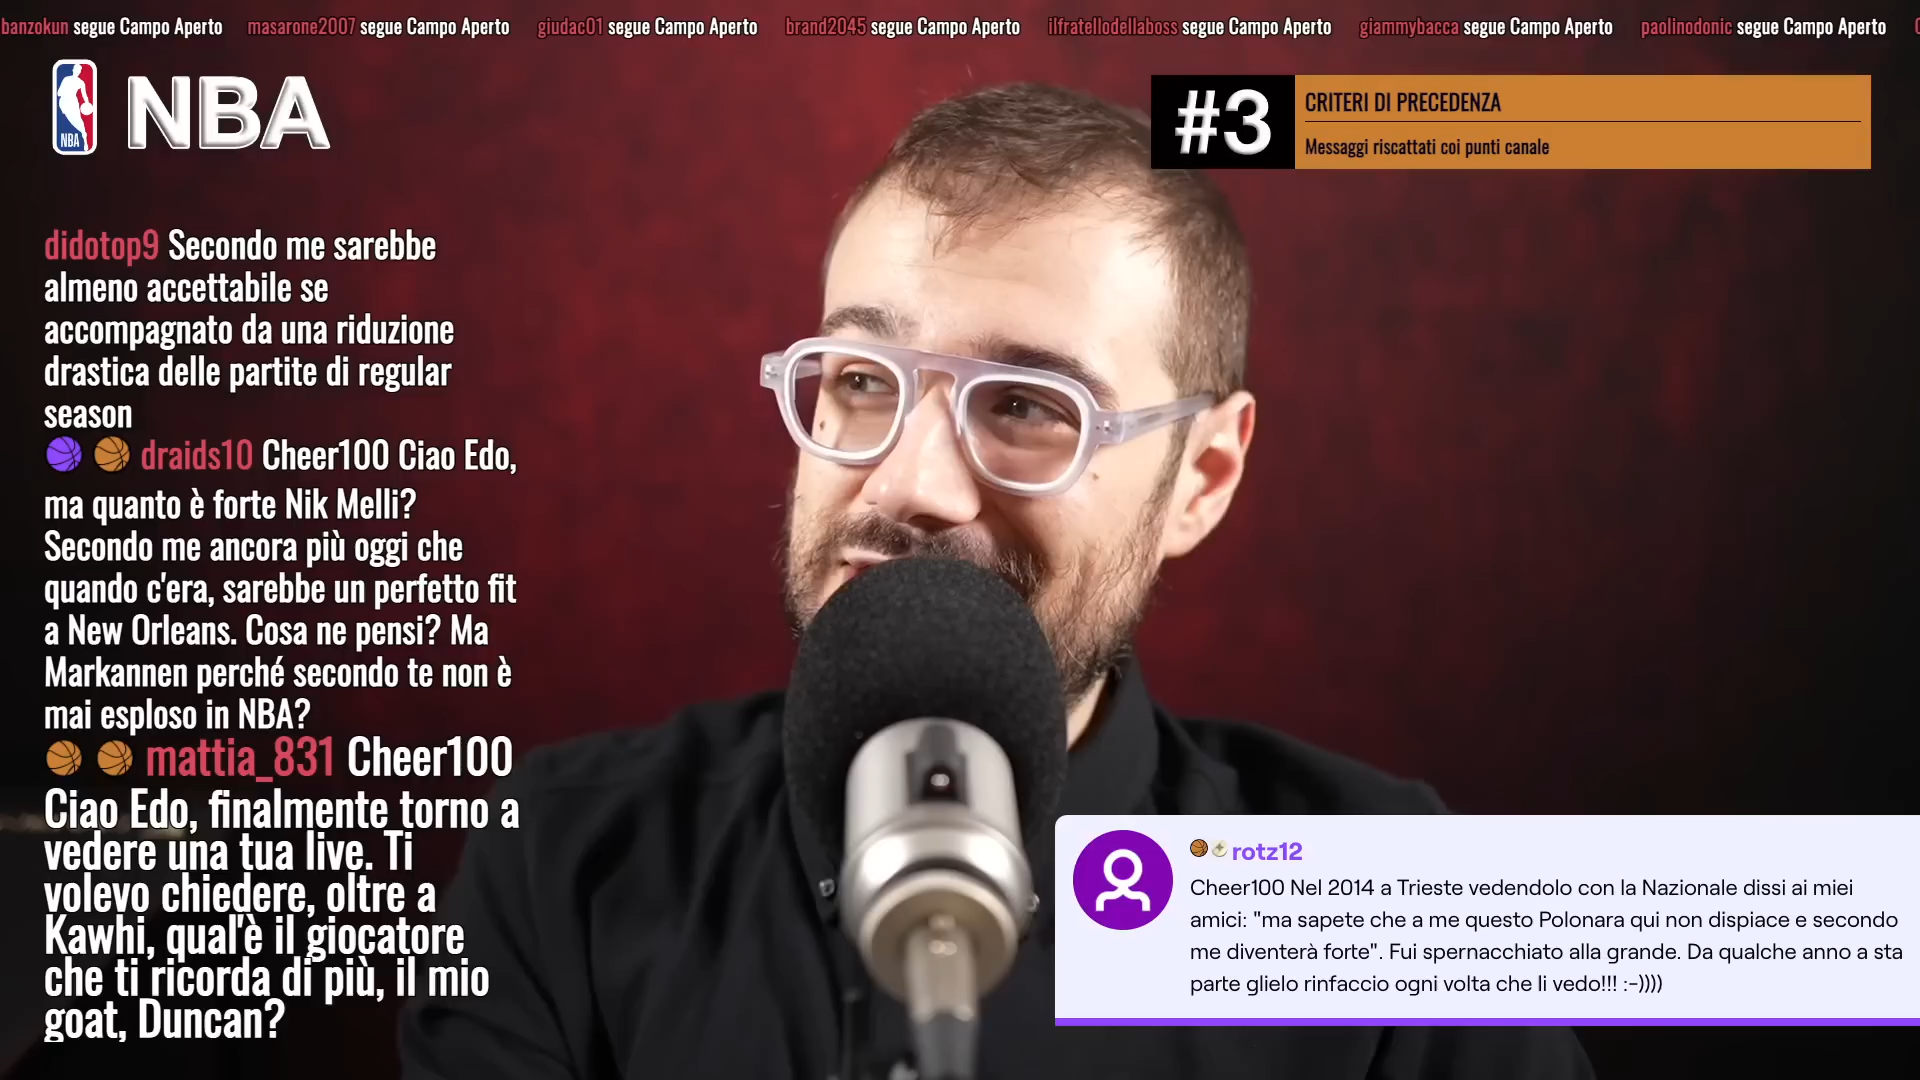 banzokun segue Campo Aperto masarone2007 segue Campo Aperto giudac01 segue Campo Aperto brand2045 segue Campo Aperto ilfratellodellaboss segue Campo Aperto giammybacca segue Campo Aperto paolinodonic segue Campo Aperto
NBA NBA
#3
CRITERI DI PRECEDENZA
Messaggi riscattati coi punti canale
didotop9 Secondo me sarebbe
almeno accettabile se
accompagnato da una riduzione
drastica delle partite di regular
season
draids10 Cheer100 Ciao Edo,
ma quanto è forte Nik Melli?
Secondo me ancora più oggi che
quando c'era, sarebbe un perfetto fit
a New Orleans. Cosa ne pensi? Ma
Markannen perché secondo te non è
mai esploso in NBA?
mattia_831 Cheer100
Ciao Edo, finalmente torno a
vedere una tua live. Ti
volevo chiedere, oltre a
Kawhi, qual'è il giocatore
che ti ricorda di più, il mio
goat, Duncan?
rotz12
Cheer100 Nel 2014 a Trieste vedendolo con la Nazionale dissi ai miei
amici: "ma sapete che a me questo Polonara qui non dispiace e secondo
me diventerà forte". Fui spernacchiato alla grande. Da qualche anno a sta
parte glielo rinfaccio ogni volta che li vedo!!! :-))))